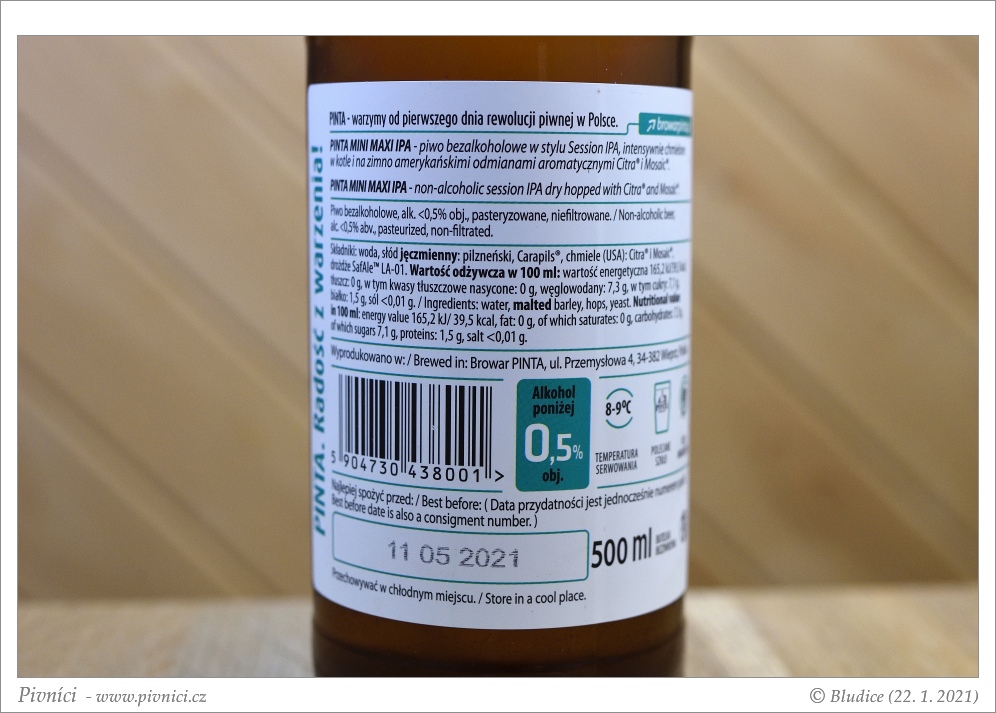 PINTA - warzymy od pierwszego dnia rewolucji piwnej w Polsce.
PINTA MINI MAXI IPA - piwo bezalkoholowe w stylu Session IPA, intensywnie chmielone
w kotle i na zimno amerykańskimi odmianami aromatycznymi Citra® i Mosaic®.
PINTA MINI MAXI IPA - non-alcoholic session IPA dry hopped with Citra® and Mosaic®.
Piwo bezalkoholowe, alk. <0,5% obj., pasteryzowane, niefiltrowane. / Non-alcoholic beer,
alc. <0,5% abv., pasteurized, non-filtrated.
Składniki: woda, słód jęczmienny: pilzneński, Carapils®, chmiele (USA): Citra® i Mosaic®,
drożdże SafAle™ LA-01. Wartość odżywcza w 100 ml: wartość energetyczna 165,2 kJ/39,5 kcal,
tłuszcz: 0 g, w tym kwasy tłuszczowe nasycone: 0 g, węglowodany: 7,3 g, w tym cukry: 7,1 g,
białko: 1,5 g, sól <0,01 g. / Ingredients: water, malted barley, hops, yeast. Nutritional value
in 100 ml: energy value 165,2 kJ/ 39,5 kcal, fat: 0 g, of which saturates: 0 g, carbohydrates:
of which sugars 7,1 g, proteins: 1,5 g, salt <0,01 g.
Wyprodukowano w: / Brewed in: Browar PINTA, ul. Przemysłowa 4, 34-382 Wieprz,
PINTA. Radość z warzenia!
5 904730 438001 >
Alkohol
poniżej
0,5%
obj.
8-9°C
TEMPERATURA
SERWOWANIA
POLECANE
SZKŁO
Najlepiej spożyć przed: / Best before: ( Data przydatności jest jednocześnie numerem
Best before date is also a consignment number. )
11 05 2021
500 ml
Przechowywać w chłodnym miejscu. / Store in a cool place.
Pivníci - www.pivnici.cz
© Bludice (22. 1. 2021)